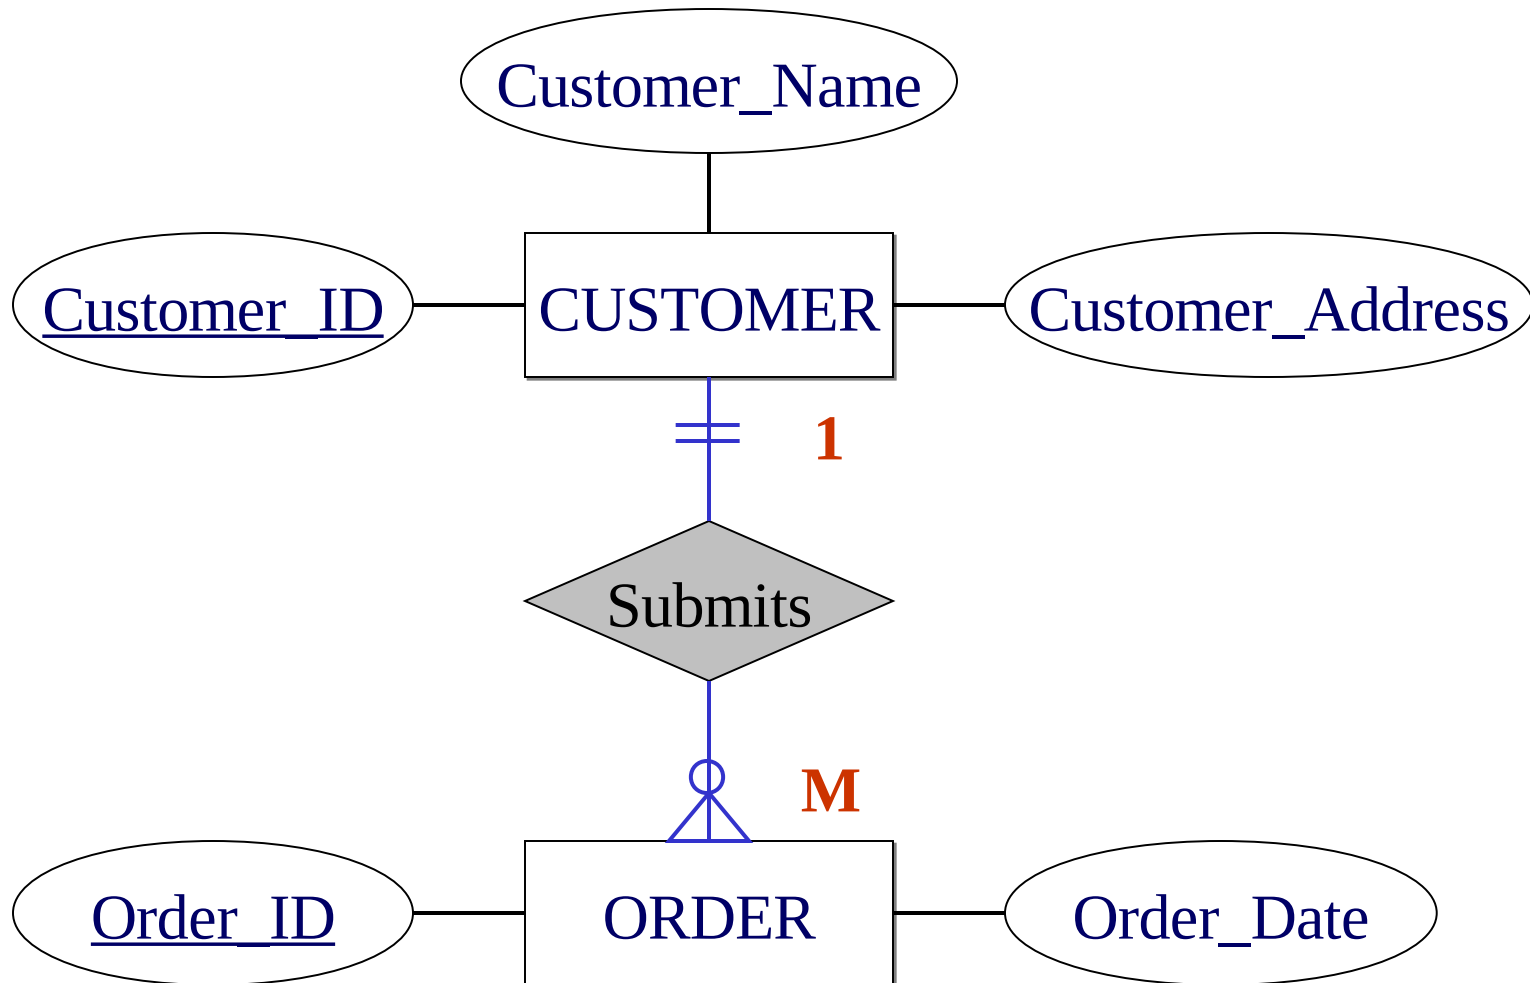 Customer_Name
Customer_ID
CUSTOMER
Customer_Address
1
Submits
M
Order_ID
ORDER
Order_Date